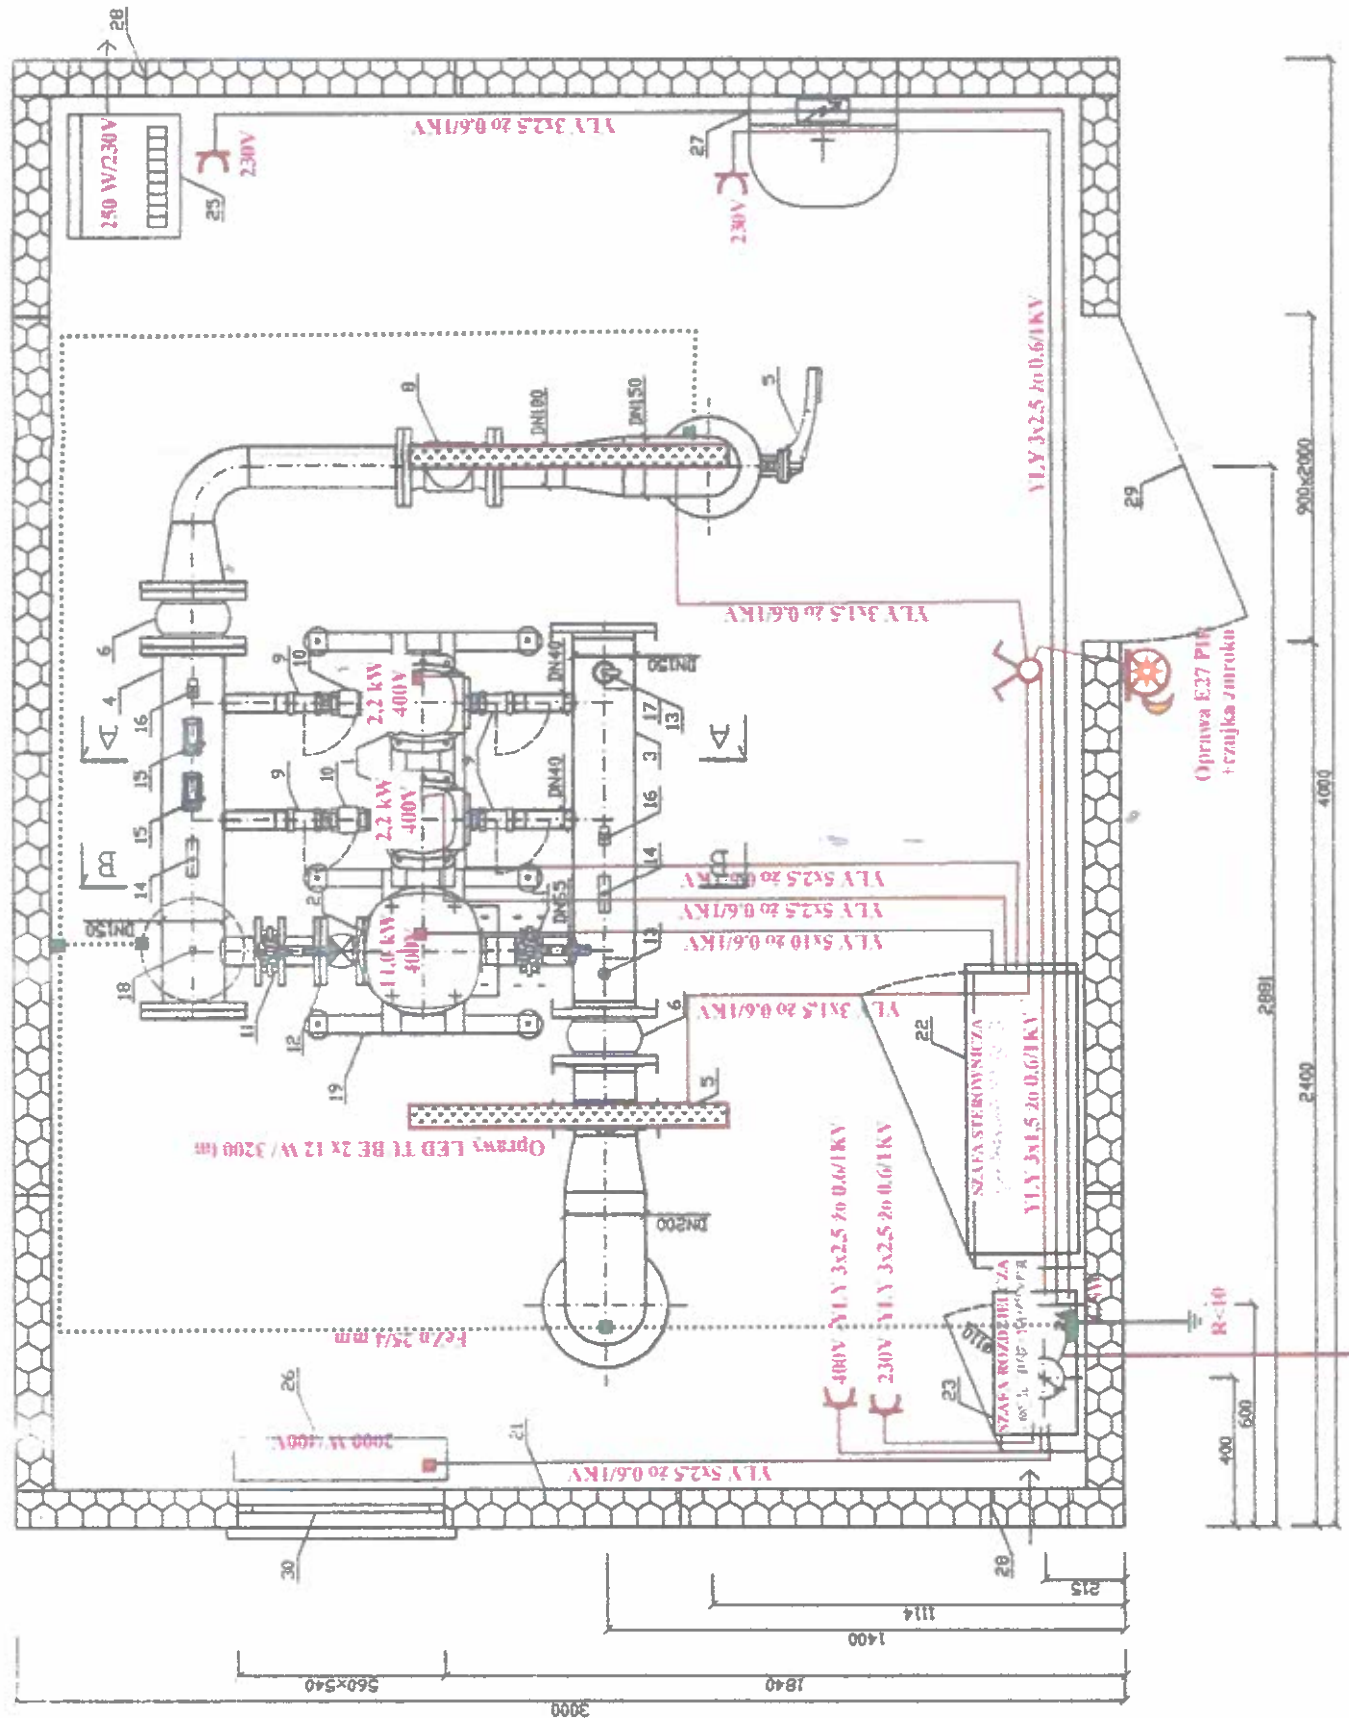 28
250 W/230V
25
230V
YLY 3x2.5 żo 0.6/1KV
27
230V
8
DN100
DN150
5
YLY 3x2.5 żo 0.6/1KV
29
900x2000
6
4
16
15
15
14
DN150
18
A
B
9
10
9
10
2.2 kW
400V
2.2 kW
400V
9
DN40
DN40
DN150
17
13
3
16
14
13
A
B
YLY 3x1.5 żo 0.6/1KV
Oprawa E27 PIR
+czujka zmroku
4000
2
11.0 kW
400V
DN65
11
12
19
YLY 5x2.5 żo 0.6/1KV
YLY 5x2.5 żo 0.6/1KV
YLY 5x10 żo 0.6/1KV
YLY 3x1.5 żo 0.6/1KV
6
5
22
SZAFA STEROWNICZA
YLY 3x1.5 żo 0.6/1KV
2881
2400
Oprawy LED TUBE 2x 12 W / 3200 lm
DN200
FeZn 25/4 mm
400V YLY 3x2.5 żo 0.6/1KV
230V YLY 3x2.5 żo 0.6/1KV
SZAFA ROZDZIELCZA
ø110
23
R<10
400
600
26
2000 W/400V
21
YLY 5x2.5 żo 0.6/1KV
30
28
215
1114
1400
560x540
1840
3000